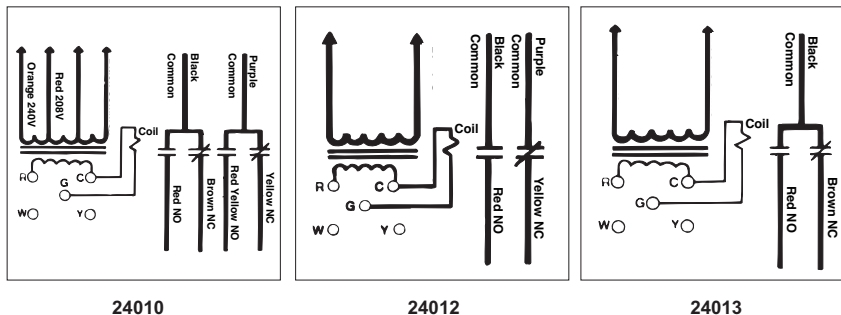 Orange 240V
Red 208V
Black
Common
Purple
Common
Coil
R
C
G
W
Y
Red NO
Brown NC
Red Yellow NO
Yellow NC
24010
Black
Common
Purple
Common
Coil
R
C
G
W
Y
Red NO
Yellow NC
24012
Black
Common
Coil
R
C
G
W
Y
Red NO
Brown NC
24013